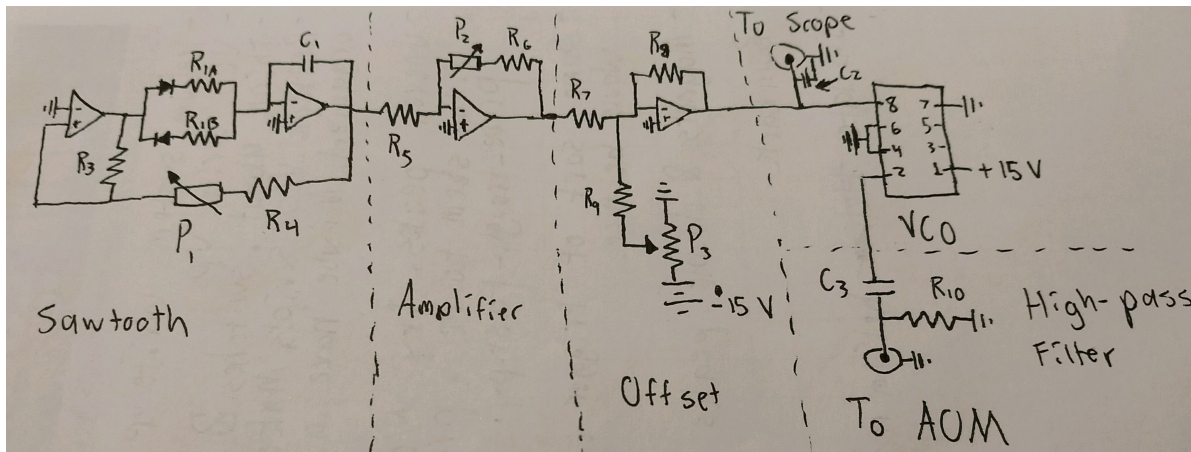 To Scope
C1
P2
R6
R8
C2
R1A
R1B
R7
8 7
6 5
4 3
2 1
+15V
- +
- +
- +
- +
R3
R5
R9
P1
R4
P3
VCO
-15 V
C3
R10
High-pass
Filter
Sawtooth
Amplifier
Offset
To AOM